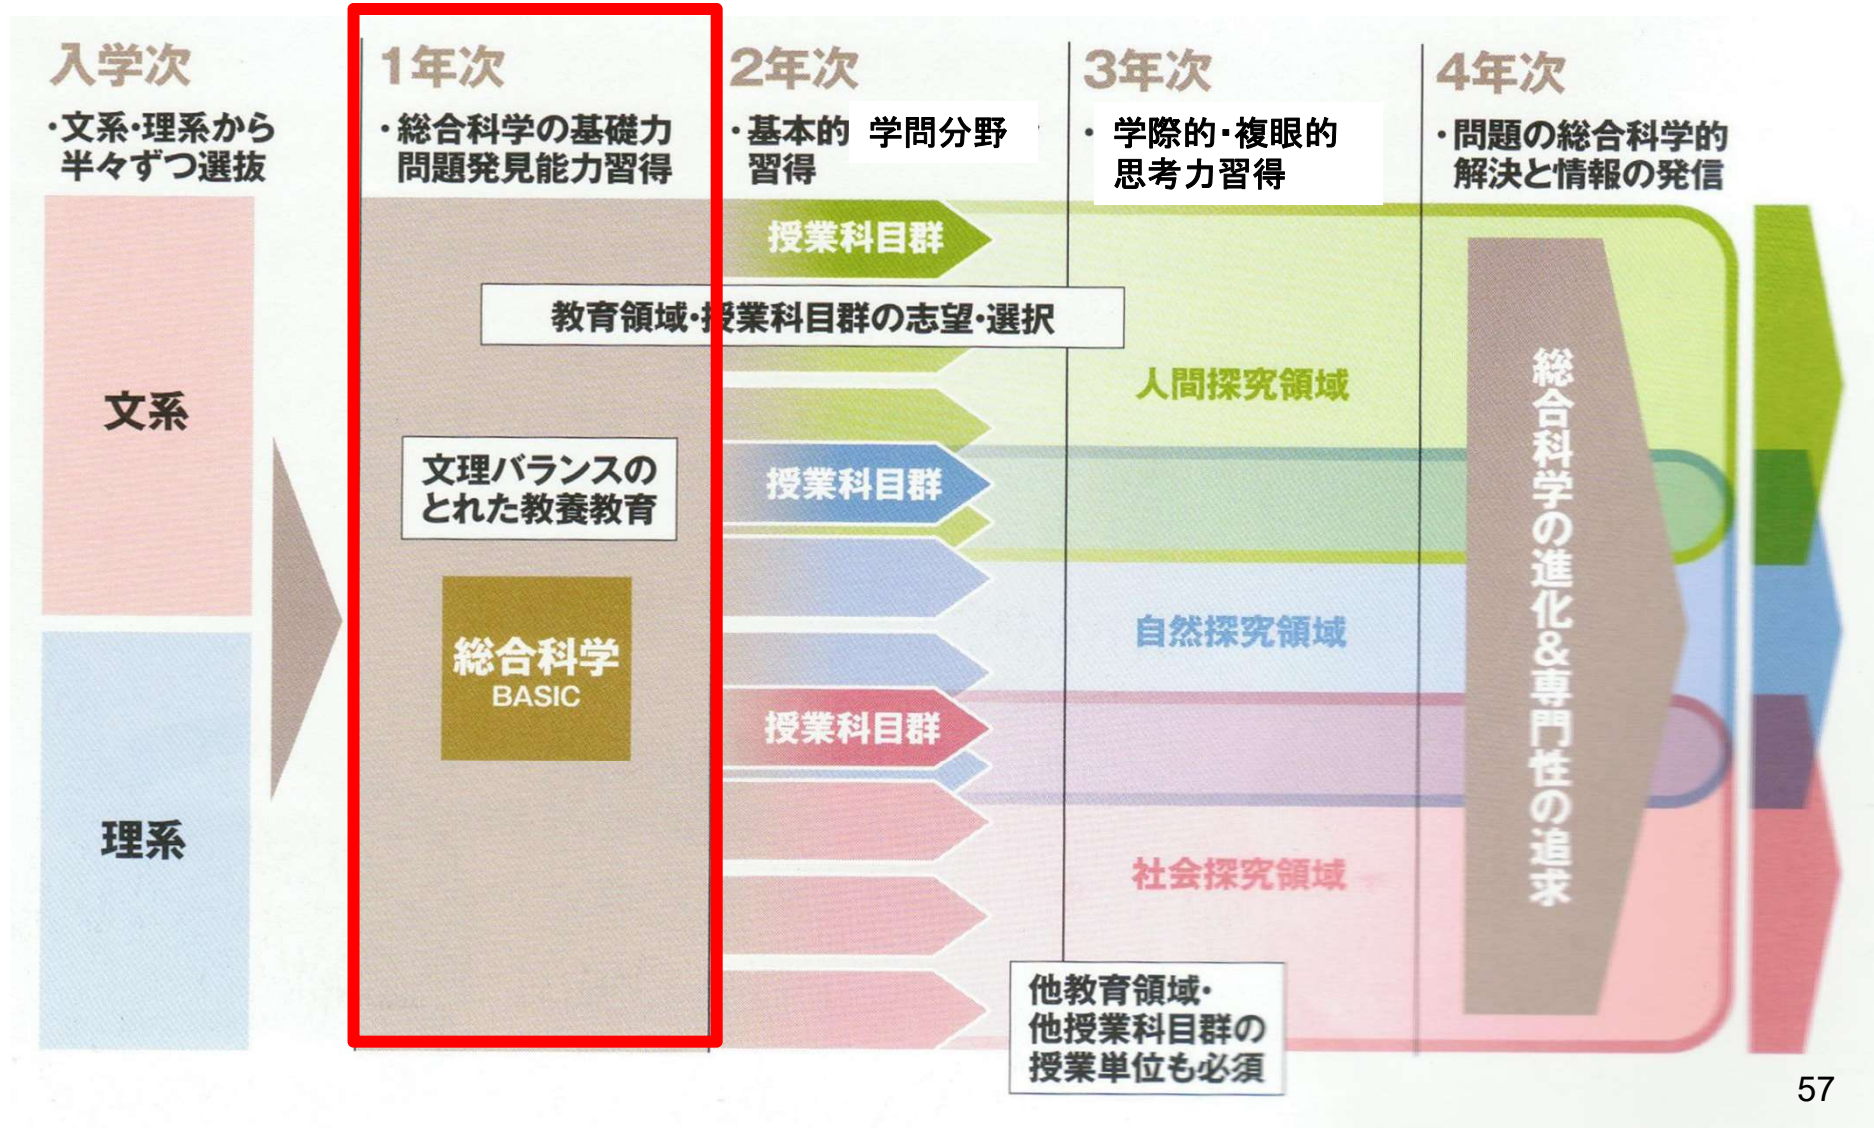 入学次
・文系・理系から
半々ずつ選抜
文系
理系
1年次
・総合科学の基礎力
問題発見能力習得
教育領域・授業科目群の志望・選択
文理バランスの
とれた教養教育
総合科学
BASIC
2年次
・基本的 学問分野
習得
授業科目群
授業科目群
授業科目群
3年次
・ 学際的・複眼的
思考力習得
人間探究領域
自然探究領域
社会探究領域
他教育領域・
他授業科目群の
授業単位も必須
4年次
・問題の総合科学的
解決と情報の発信
総合科学の進化&専門性の追求
57